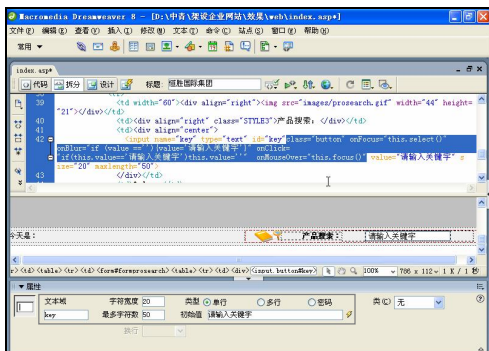 Macromedia Dreamweaver 8 - [D:\中青\架设企业网站\效果\web\index.asp*]
文件(F) 编辑(E) 查看(V) 插入(I) 修改(M) 文本(T) 命令(C) 站点(S) 窗口(W) 帮助(H)
常用
index.asp*
代码 拆分 设计 标题: 恒胜国际集团
39 <td width="60"><div align="right"><img src="images/prosearch.gif" width="44" height=
"21"></div></td>
40 <td><div align="right" class="STYLE3">产品搜索: </div></td>
41 <td><div align="center">
42 <input name="key" type="text" id="key"class="button" onFocus="this.select()"
onBlur="if (value =='){value='请输入关键字'}" onClick=
"if(this.value=='请输入关键字')this.value=''" onMouseOver="this.focus()" value="请输入关键字" s
ize="20" maxlength="50">
43 </div></td>
今天是: 产品搜索: 请输入关键字
<td> <table> <tr> <td> <form#formprosearch> <table> <tr> <td> <div> <input.button#key> 100% 786 x 112 1 K / 1 秒
属性
文本域 字符宽度 20 类型 单行 多行 密码 类(C) 无
key 最多字符数 50 初始值 请输入关键字
换行